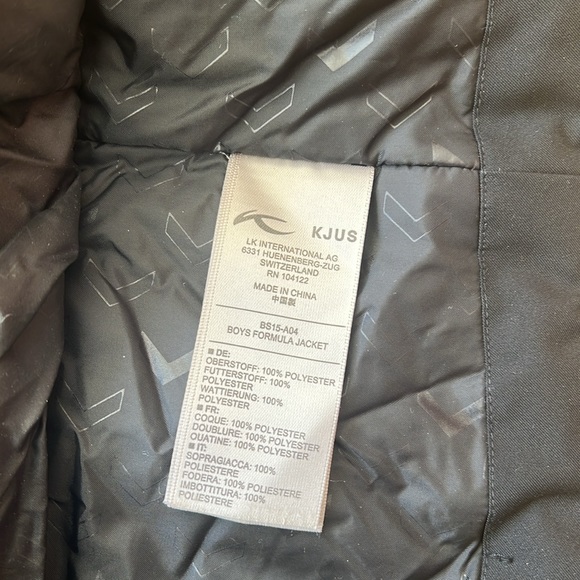 KJUS
LK INTERNATIONAL AG
6331 HUENENBERG-ZUG
SWITZERLAND
RN 104122
MADE IN CHINA
中国製
BS15-A04
BOYS FORMULA JACKET
■ DE:
OBERSTOFF: 100% POLYESTER
FUTTERSTOFF: 100%
POLYESTER
WATTIERUNG: 100%
POLYESTER
■ FR:
COQUE: 100% POLYESTER
DOUBLURE: 100% POLYESTER
OUATINE: 100% POLYESTER
■ IT:
SOPRAGIACCA: 100%
POLIESTERE
FODERA: 100% POLIESTERE
IMBOTTITURA: 100%
POLIESTERE